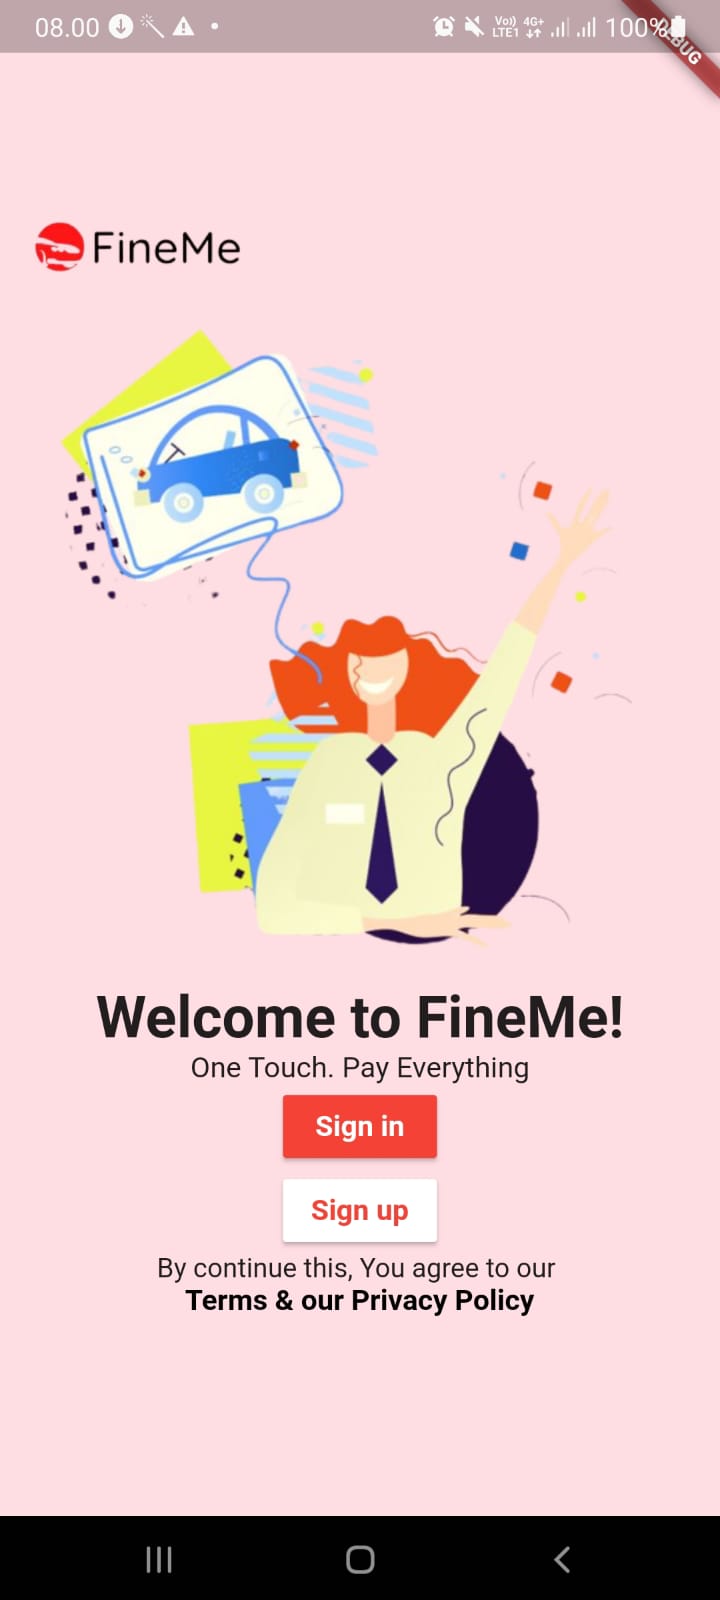 08.00 Vo)) LTE1 4G+ 100%
DEBUG
FineMe
Welcome to FineMe!
One Touch. Pay Everything
Sign in
Sign up
By continue this, You agree to our
Terms & our Privacy Policy